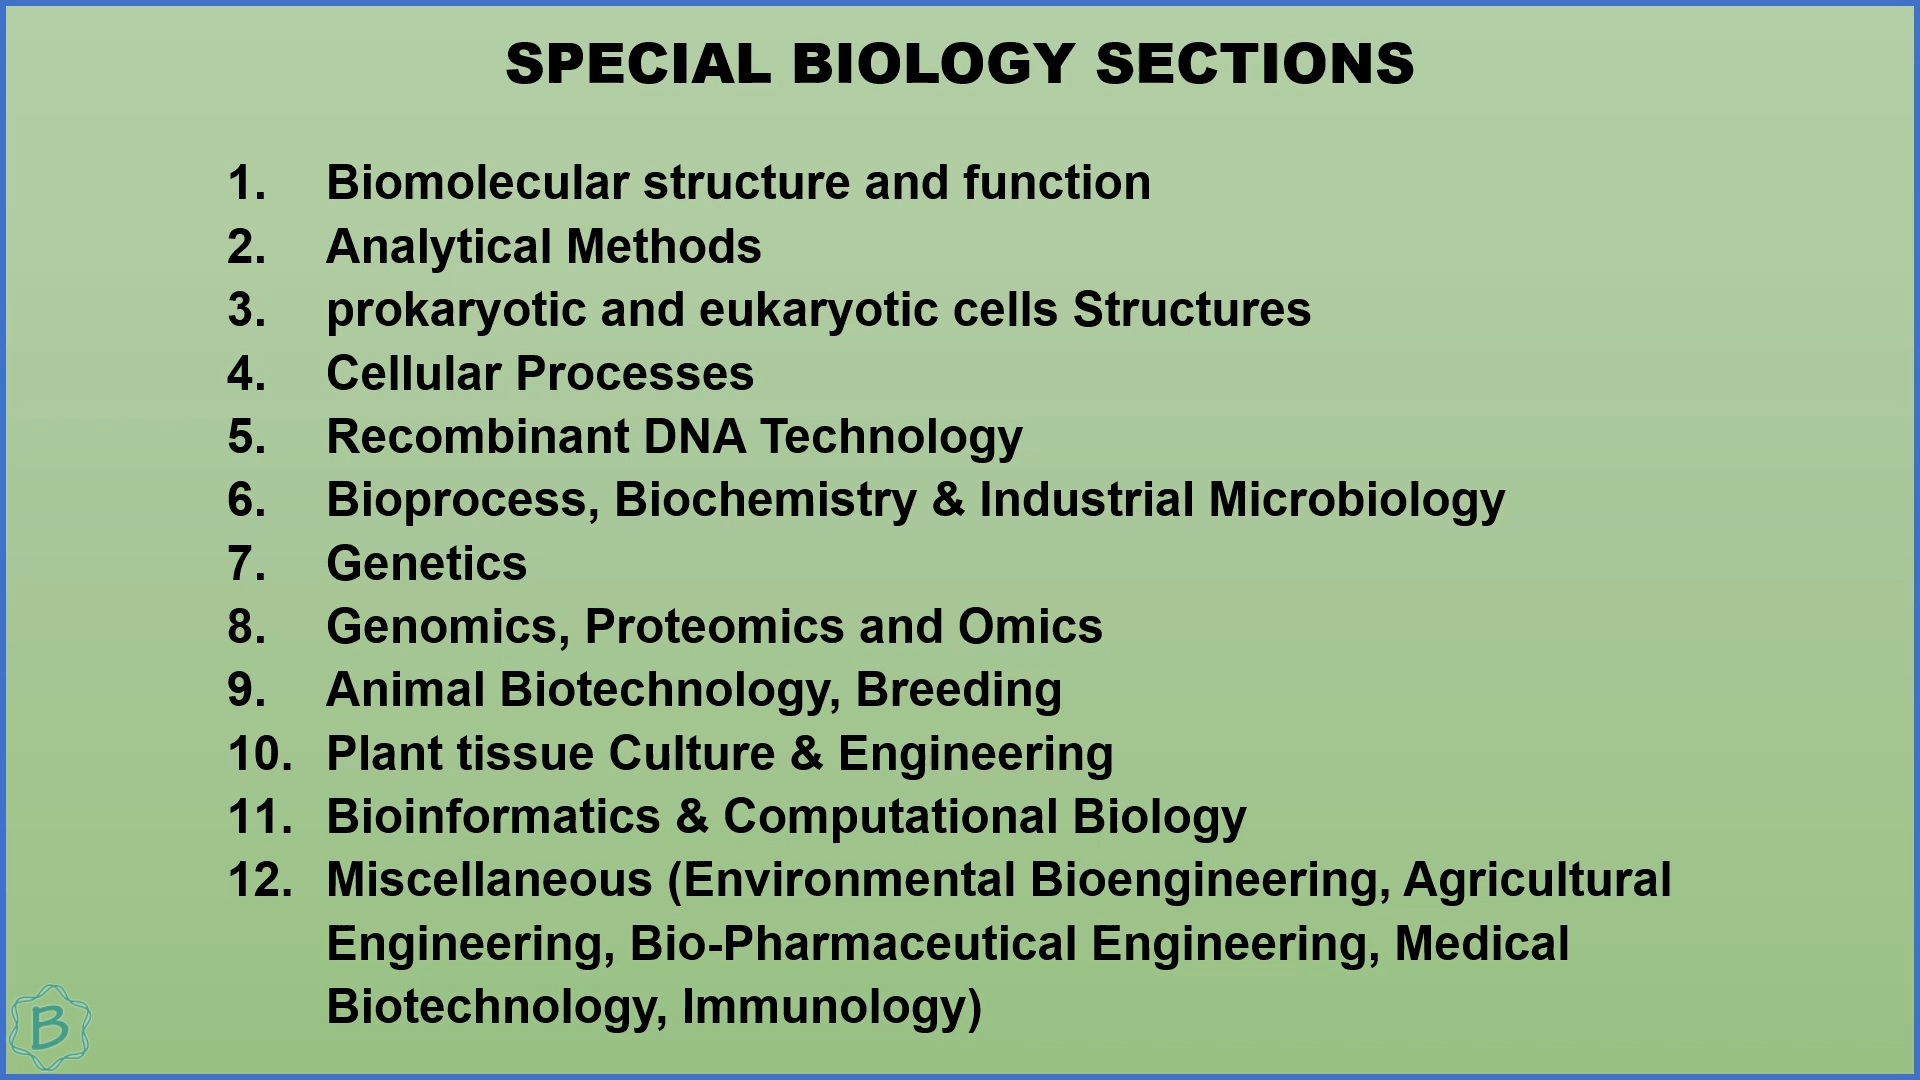 SPECIAL BIOLOGY SECTIONS
1. Biomolecular structure and function
2. Analytical Methods
3. prokaryotic and eukaryotic cells Structures
4. Cellular Processes
5. Recombinant DNA Technology
6. Bioprocess, Biochemistry & Industrial Microbiology
7. Genetics
8. Genomics, Proteomics and Omics
9. Animal Biotechnology, Breeding
10. Plant tissue Culture & Engineering
11. Bioinformatics & Computational Biology
12. Miscellaneous (Environmental Bioengineering, Agricultural
Engineering, Bio-Pharmaceutical Engineering, Medical
Biotechnology, Immunology)
B